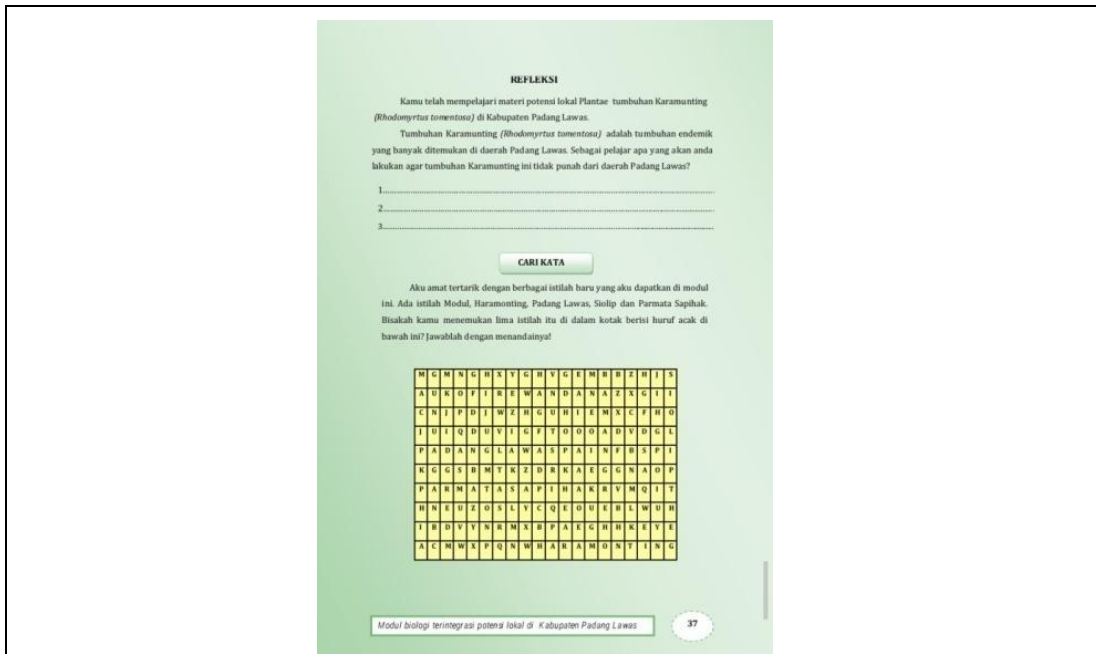 REFLEKSI
Kamu telah mempelajari materi potensi lokal Plantae tumbuhan Karamunting
(Rhodomyrtus tomentosa) di Kabupaten Padang Lawas.
Tumbuhan Karamunting (Rhodomyrtus tomentosa) adalah tumbuhan endemik
yang banyak ditemukan di daerah Padang Lawas. Sebagai pelajar apa yang akan anda
lakukan agar tumbuhan Karamunting ini tidak punah dari daerah Padang Lawas?
1.
2.
3.
CARI KATA
Aku amat tertarik dengan berbagai istilah baru yang aku dapatkan di modul
ini. Ada istilah Modul, Haramonting, Padang Lawas, Siolip dan Parmata Sapihak.
Bisakah kamu menemukan lima istilah itu di dalam kotak berisi huruf acak di
bawah ini? Jawablah dengan menandainya!
M G M N G H X Y G H V G E M B B Z H J S
A U K O F I R E W A N D A N A Z X G I I
C N J P D J W Z H G U H I E M X C F H O
J U I Q D U V I G F T O O O A D V D G L
P A D A N G L A W A S P A I N F B S P I
K G G S B M T K Z D R K A E G G N A O P
P A R M A T A S A P I H A K R V M Q I T
H N E U Z O S L Y C Q E O U E B L W U H
I B D V Y N R M X B P A E G H H K E Y E
A C M W X P Q N W H A R A M O N T I N G
Modul biologi terintegrasi potensi lokal di Kabupaten Padang Lawas
37